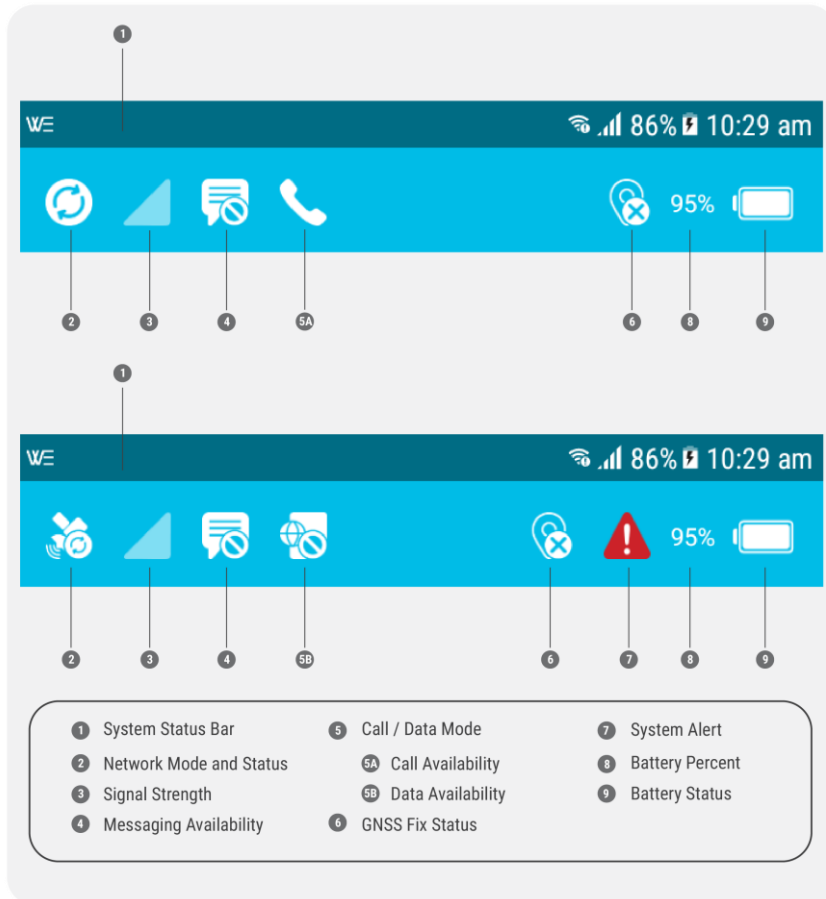 1
WE
86% 10:29 am
95%
2 3 4 5A 6 8 9
1
WE
86% 10:29 am
95%
2 3 4 5B 6 7 8 9
1 System Status Bar
2 Network Mode and Status
3 Signal Strength
4 Messaging Availability
5 Call / Data Mode
5A Call Availability
5B Data Availability
6 GNSS Fix Status
7 System Alert
8 Battery Percent
9 Battery Status